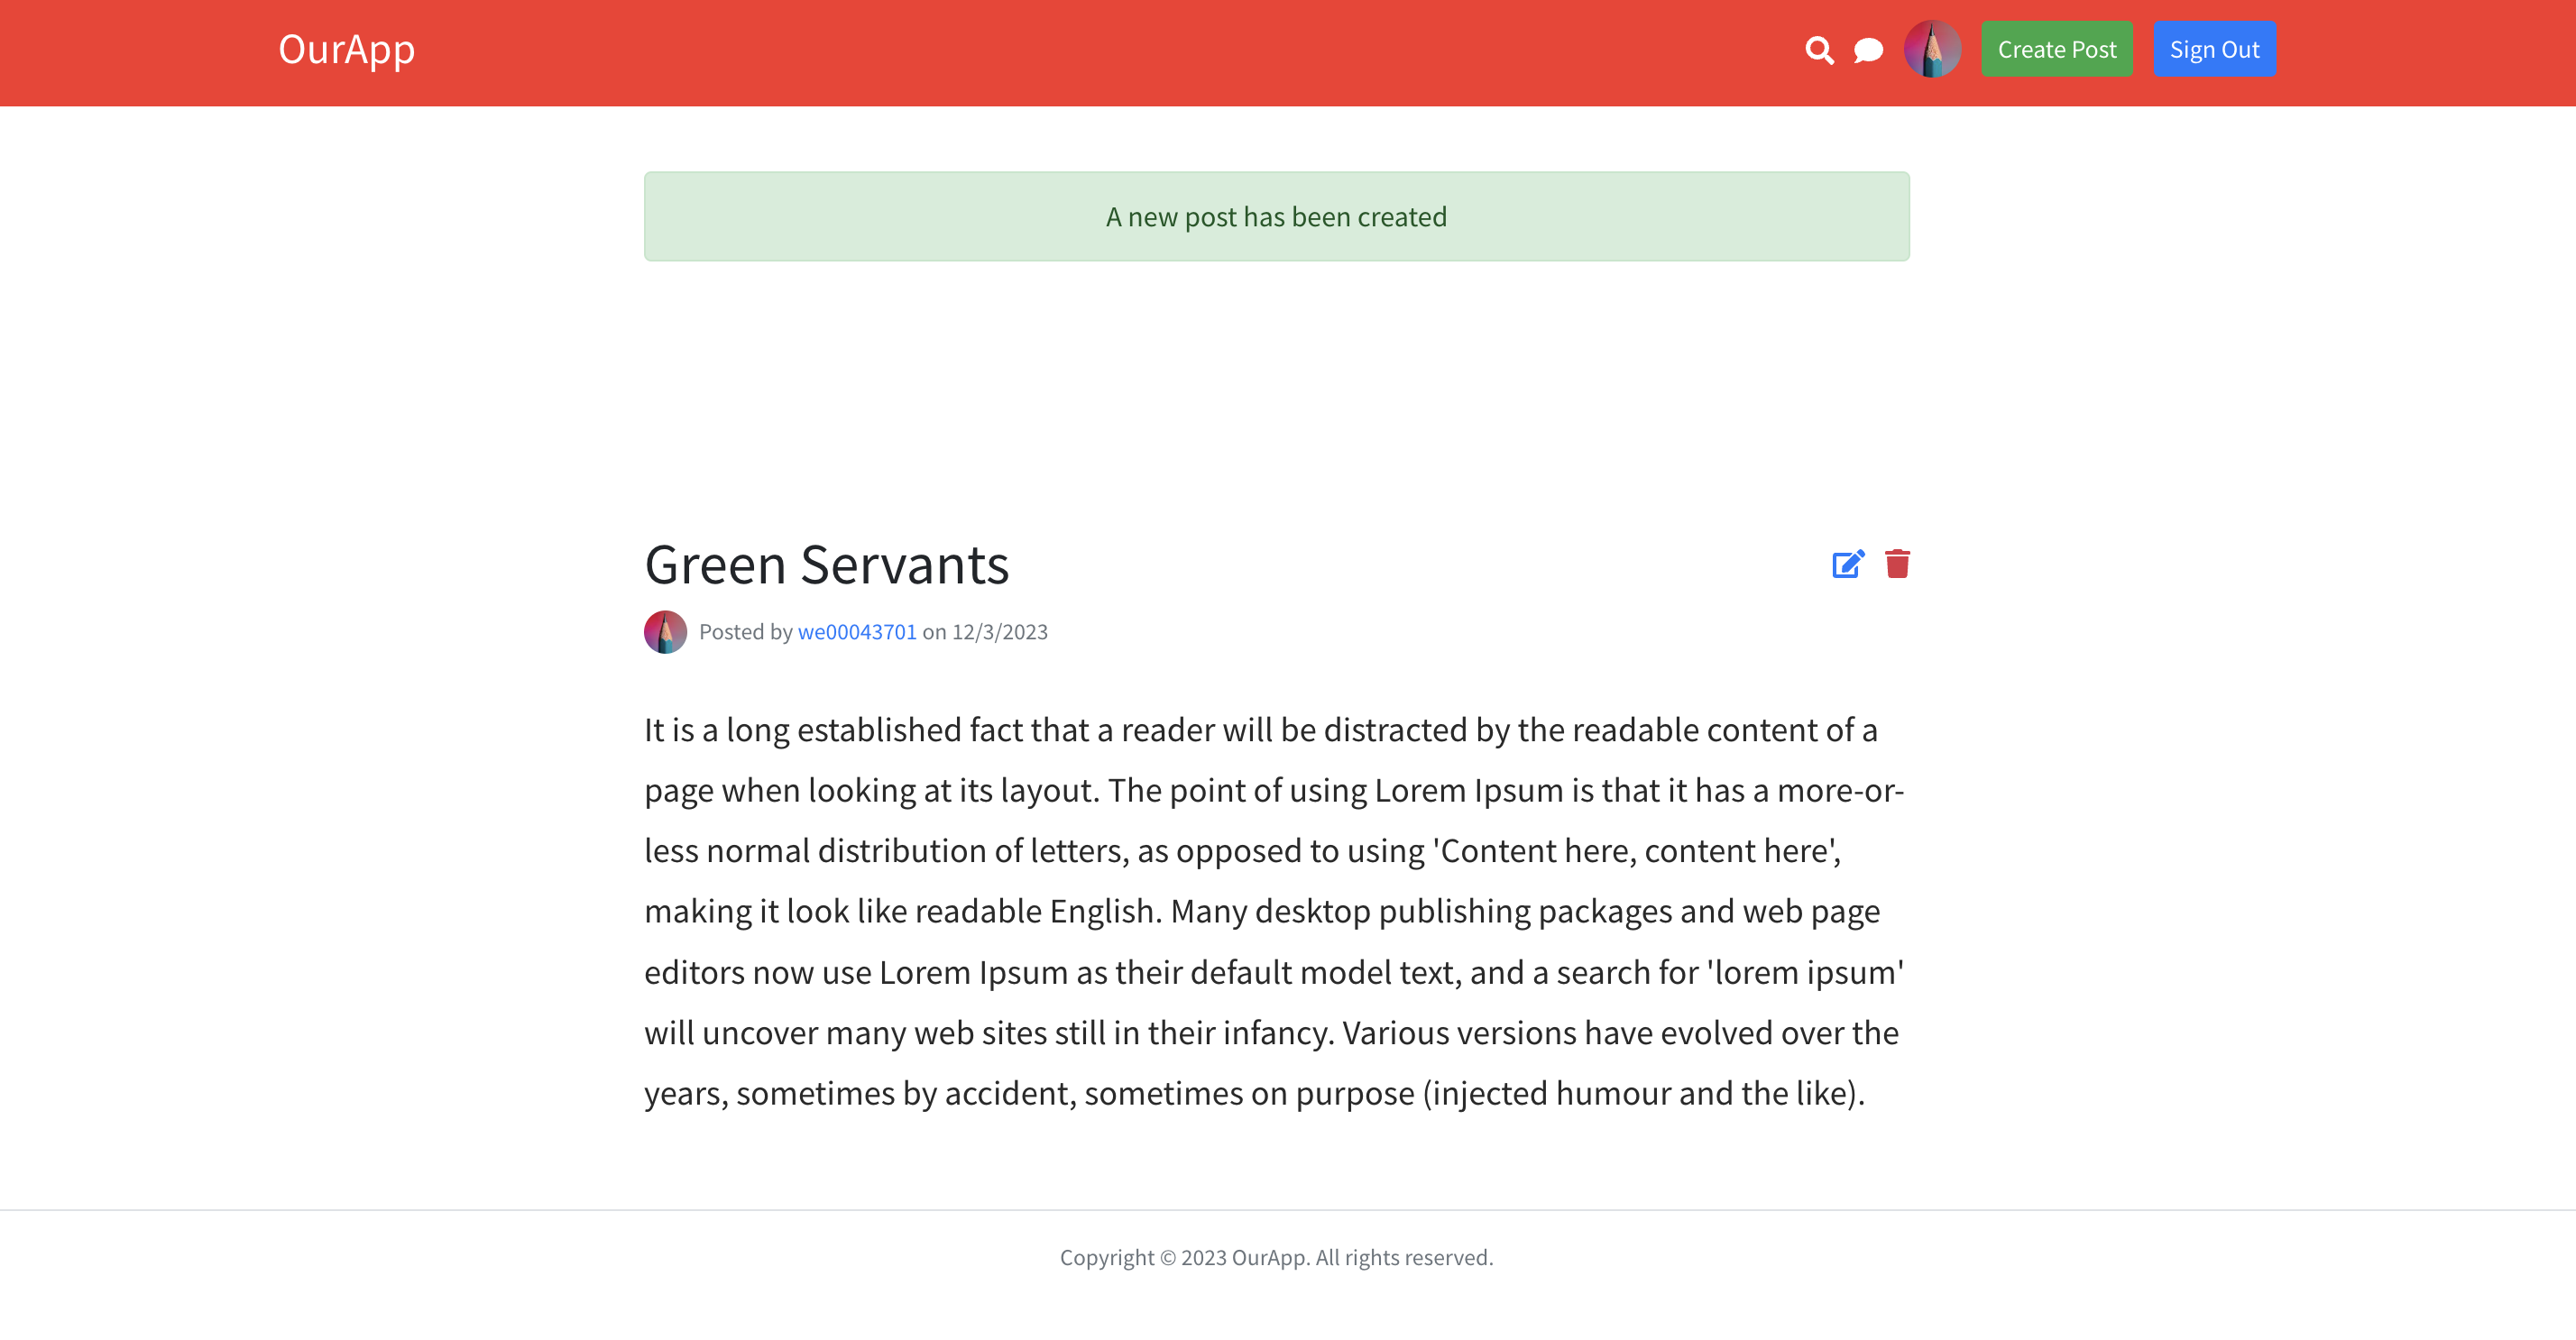 OurApp
Create Post
Sign Out
A new post has been created
Green Servants
Posted by we00043701 on 12/3/2023
It is a long established fact that a reader will be distracted by the readable content of a
page when looking at its layout. The point of using Lorem Ipsum is that it has a more-or-
less normal distribution of letters, as opposed to using 'Content here, content here',
making it look like readable English. Many desktop publishing packages and web page
editors now use Lorem Ipsum as their default model text, and a search for 'lorem ipsum'
will uncover many web sites still in their infancy. Various versions have evolved over the
years, sometimes by accident, sometimes on purpose (injected humour and the like).
Copyright © 2023 OurApp. All rights reserved.